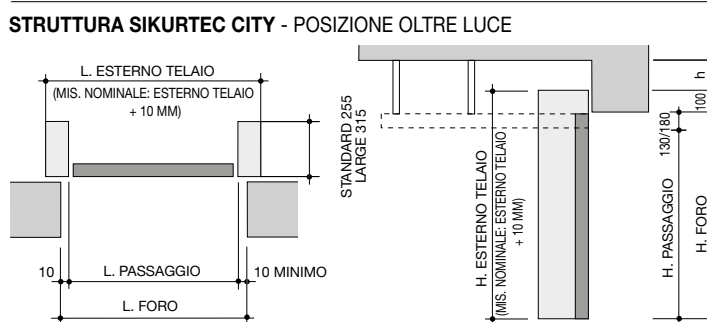 STRUTTURA SIKURTEC CITY - POSIZIONE OLTRE LUCE
L. ESTERNO TELAIO
(MIS. NOMINALE: ESTERNO TELAIO
+ 10 MM)
STANDARD 255
LARGE 315
10
L. PASSAGGIO
10 MINIMO
L. FORO
H. ESTERNO TELAIO
(MIS. NOMINALE: ESTERNO TELAIO
+ 10 MM)
h
100
130/180
H. PASSAGGIO
H. FORO